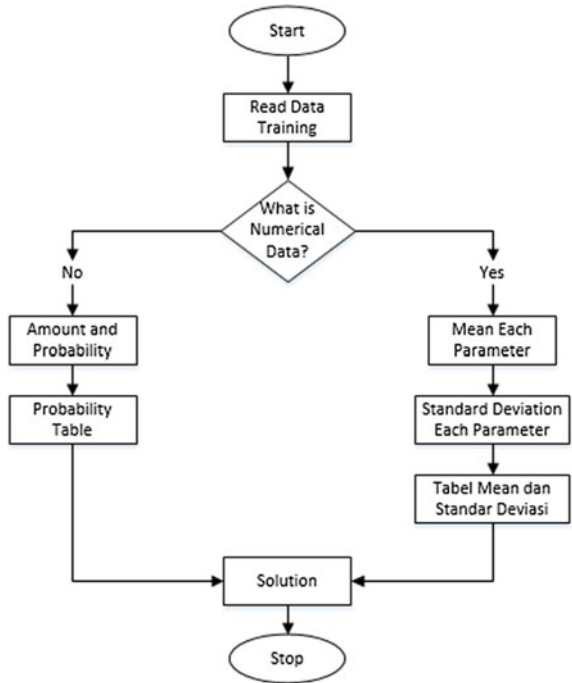 Start
Read Data
Training
What is
Numerical
Data?
No
Yes
Amount and
Probability
Mean Each
Parameter
Probability
Table
Standard Deviation
Each Parameter
Tabel Mean dan
Standar Deviasi
Solution
Stop